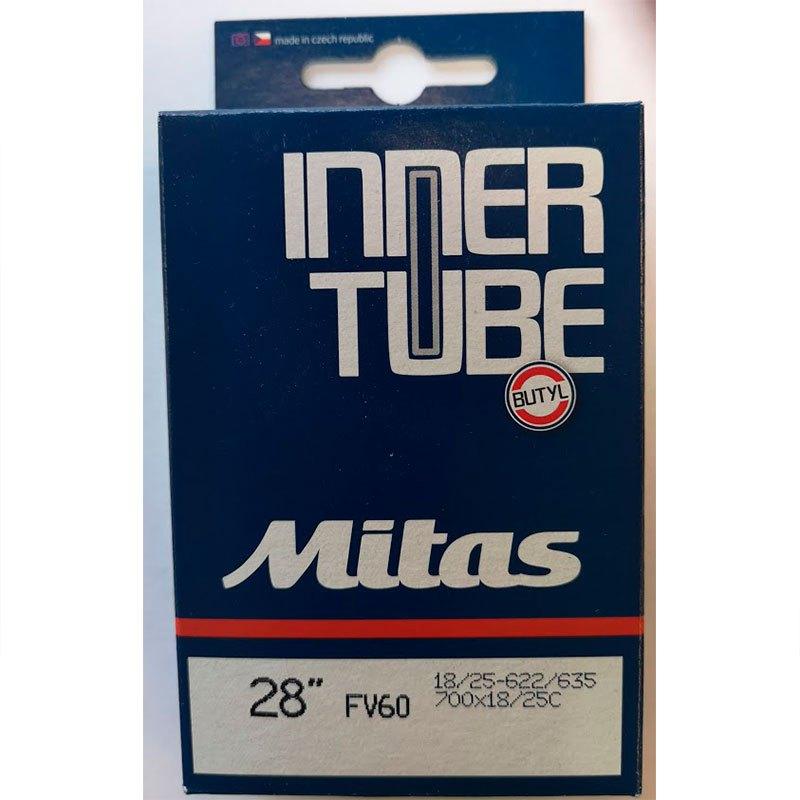 made in czech republic
INNER
TUBE
BUTYL
Mitas
28" FV60 18/25-622/635
700x18/25C